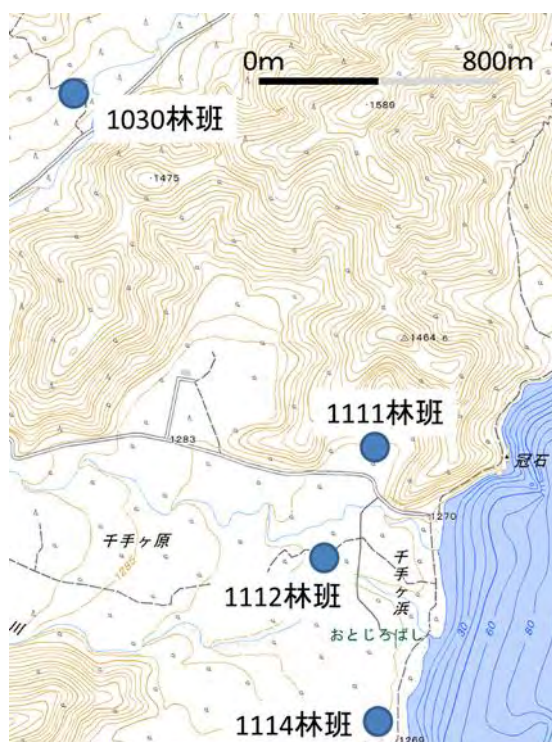 0m 800m
・1589
1030林班
・1475
△1464.6
1111林班
1283
冠石
1270
千手ヶ原
千手ヶ浜
1285
1112林班
川
おとじろばし
30
60
80
1114林班
1269